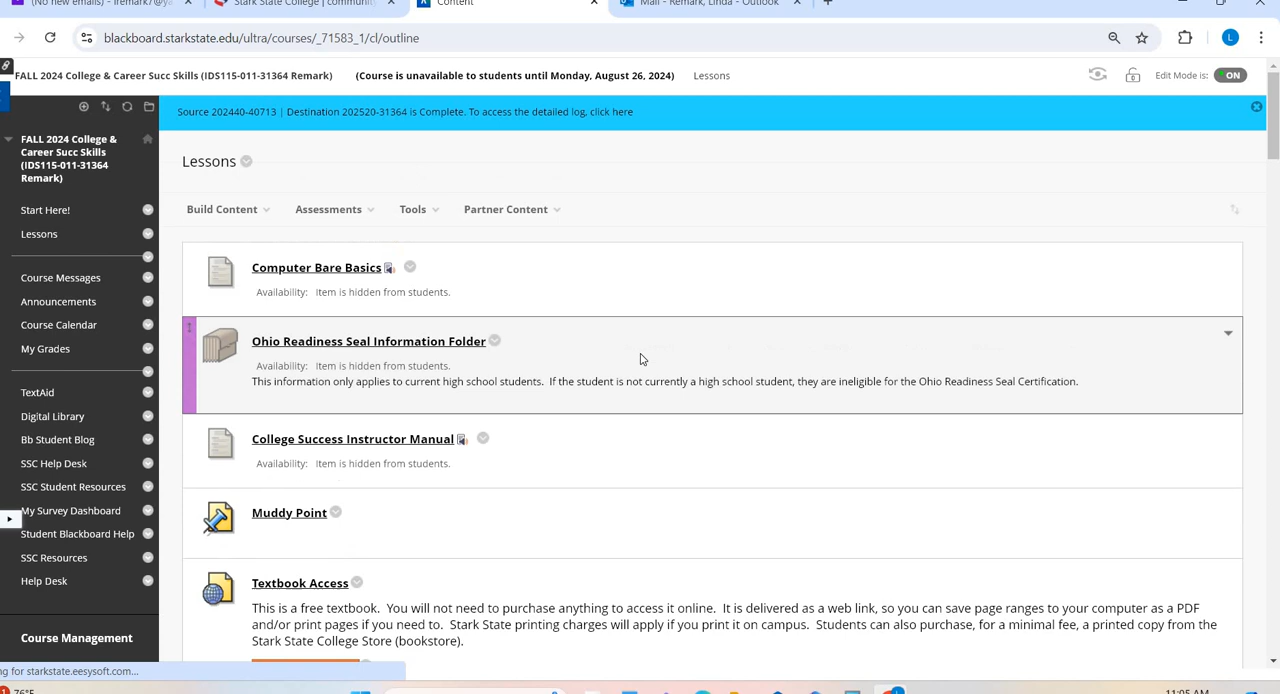 (No new emails) - lremark7@ya
Stark State College | communit
Content
Mail - Remark, Linda - Outlook
blackboard.starkstate.edu/ultra/courses/_71583_1/cl/outline
L
FALL 2024 College & Career Succ Skills (IDS115-011-31364 Remark)
(Course is unavailable to students until Monday, August 26, 2024)
Lessons
Edit Mode is: ON
Source 202440-40713 | Destination 202520-31364 is Complete. To access the detailed log, click here
FALL 2024 College &
Career Succ Skills
(IDS115-011-31364
Remark)
Start Here!
Lessons
Course Messages
Announcements
Course Calendar
My Grades
TextAid
Digital Library
Bb Student Blog
SSC Help Desk
SSC Student Resources
My Survey Dashboard
Student Blackboard Help
SSC Resources
Help Desk
Course Management
Lessons
Build Content
Assessments
Tools
Partner Content
Computer Bare Basics
Availability: Item is hidden from students.
Ohio Readiness Seal Information Folder
Availability: Item is hidden from students.
This information only applies to current high school students. If the student is not currently a high school student, they are ineligible for the Ohio Readiness Seal Certification.
College Success Instructor Manual
Availability: Item is hidden from students.
Muddy Point
Textbook Access
This is a free textbook. You will not need to purchase anything to access it online. It is delivered as a web link, so you can save page ranges to your computer as a PDF
and/or print pages if you need to. Stark State printing charges will apply if you print it on campus. Students can also purchase, for a minimal fee, a printed copy from the
Stark State College Store (bookstore).
ng for starkstate.eesysoft.com...
76°F
11:05 AM